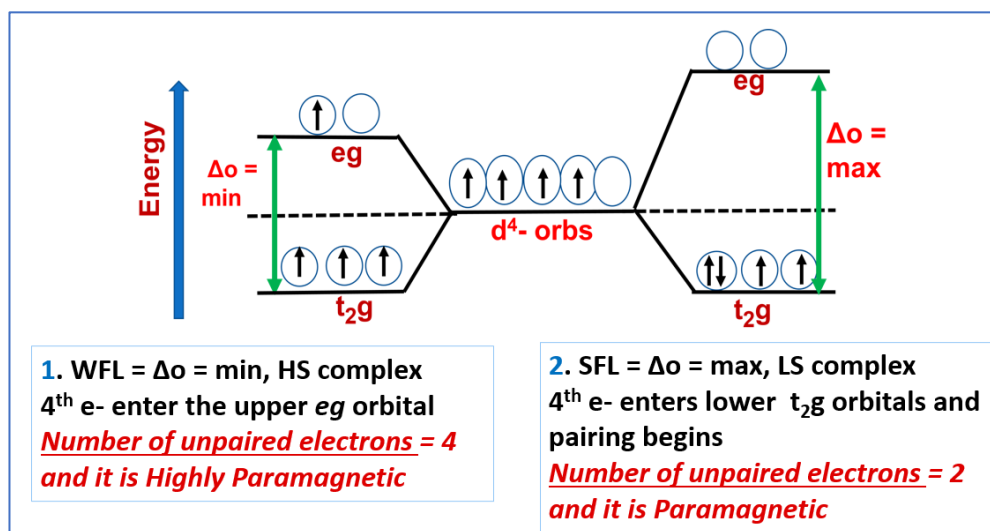 Energy
eg
Δo =
min
t₂g
d⁴- orbs
eg
Δo =
max
t₂g
1. WFL = Δo = min, HS complex
4ᵗʰ e- enter the upper eg orbital
Number of unpaired electrons = 4
and it is Highly Paramagnetic
2. SFL = Δo = max, LS complex
4ᵗʰ e- enters lower t₂g orbitals and
pairing begins
Number of unpaired electrons = 2
and it is Paramagnetic